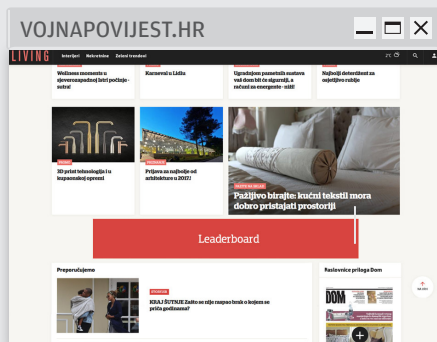 VOJNAPOVIJEST.HR
LIVING
Interijeri Nekretnine Zeleni trendovi
Wellness moments u
sjeverozapadnoj Istri počinje -
sutra!
Karneval u Lidlu
Ugradnjom pametnih sustava
vaš dom bit će sigurniji, a
računi za energente - niži!
Najbolji deterdžent za
osjetljivo rublje
3D print tehnologija i u
kupaonskoj opremi
Prijava za najbolje od
arhitekture u 2017.!
Pažljivo birajte: kućni tekstil mora
dobro pristajati prostoriji
Leaderboard
Preporučujemo
KRAJ ŠUTNJE Zašto se nije napao brak o kojem se
priča godinama?
Naslovnice priloga Dom
DOM